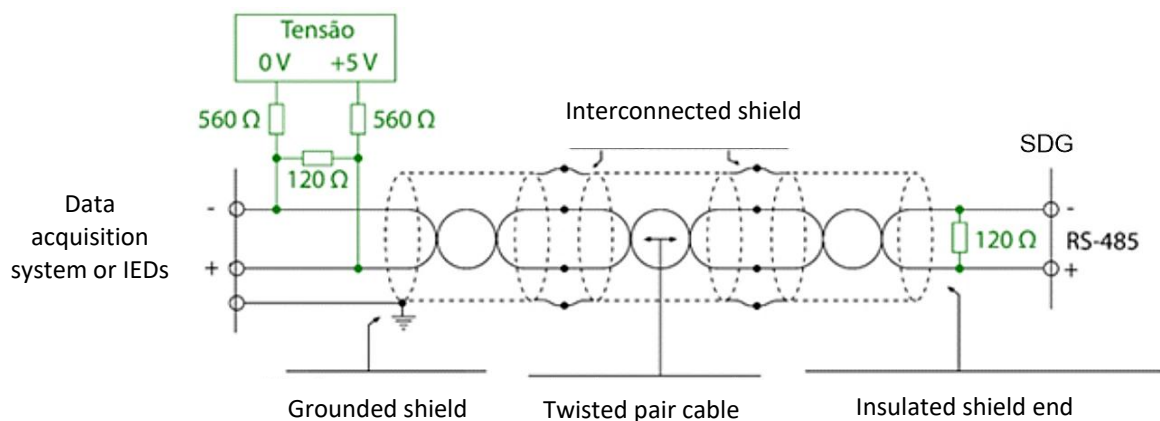 Tensão
0 V +5 V
560 Ω 560 Ω
120 Ω
Interconnected shield
SDG
Data
acquisition
system or IEDs
-
+
120 Ω
-
RS-485
+
Grounded shield
Twisted pair cable
Insulated shield end